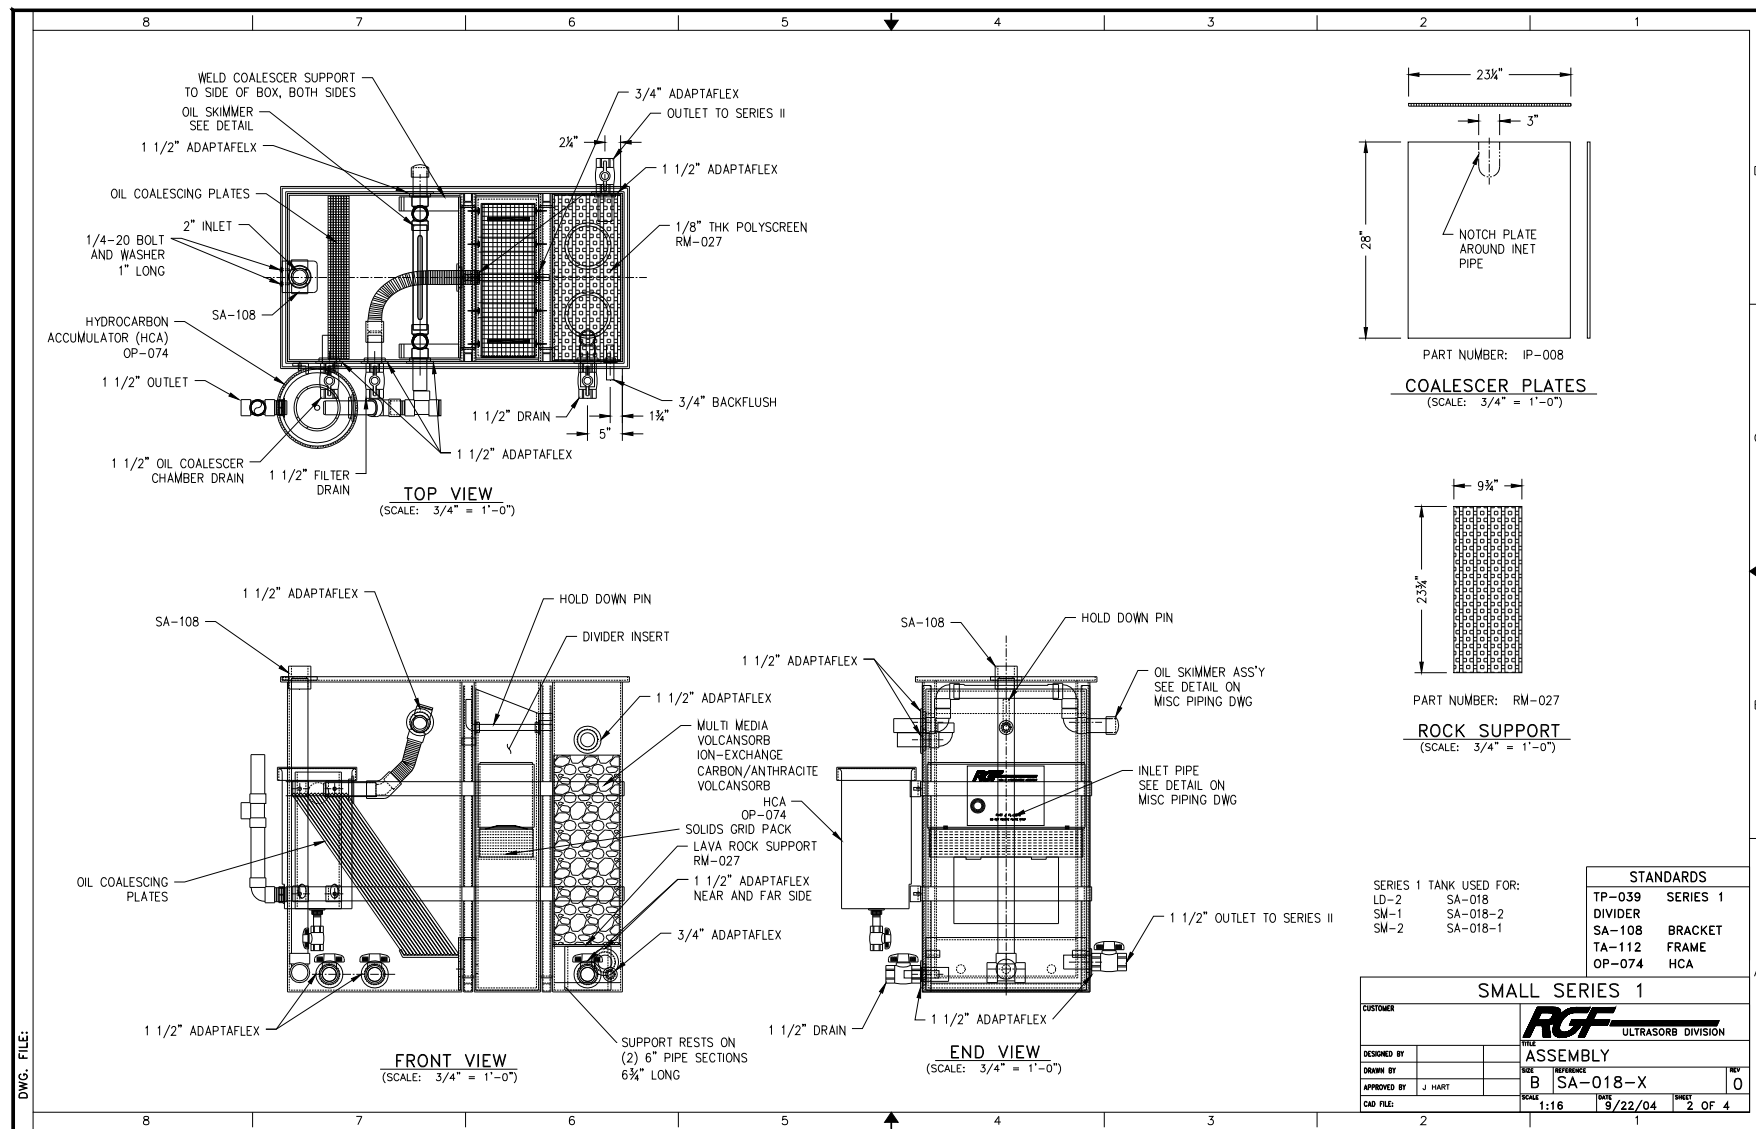 8 7 6 5 4 3 2 1
WELD COALESCER SUPPORT
TO SIDE OF BOX, BOTH SIDES
OIL SKIMMER
SEE DETAIL
1 1/2" ADAPTAFELX
OIL COALESCING PLATES
2" INLET
1/4-20 BOLT
AND WASHER
1" LONG
SA-108
HYDROCARBON
ACCUMULATOR (HCA)
OP-074
1 1/2" OUTLET
1 1/2" OIL COALESCER
CHAMBER DRAIN
1 1/2" FILTER
DRAIN
3/4" ADAPTAFLEX
OUTLET TO SERIES II
2¼"
1 1/2" ADAPTAFLEX
1/8" THK POLYSCREEN
RM-027
3/4" BACKFLUSH
1 1/2" DRAIN
1¾"
5"
1 1/2" ADAPTAFLEX
TOP VIEW
(SCALE: 3/4" = 1'-0")
23¼"
3"
28"
NOTCH PLATE
AROUND INET
PIPE
PART NUMBER: IP-008
COALESCER PLATES
(SCALE: 3/4" = 1'-0")
9¾"
23¾"
PART NUMBER: RM-027
ROCK SUPPORT
(SCALE: 3/4" = 1'-0")
1 1/2" ADAPTAFLEX
SA-108
HOLD DOWN PIN
DIVIDER INSERT
1 1/2" ADAPTAFLEX
MULTI MEDIA
VOLCANSORB
ION-EXCHANGE
CARBON/ANTHRACITE
VOLCANSORB
HCA
OP-074
SOLIDS GRID PACK
LAVA ROCK SUPPORT
RM-027
1 1/2" ADAPTAFLEX
NEAR AND FAR SIDE
3/4" ADAPTAFLEX
OIL COALESCING
PLATES
1 1/2" ADAPTAFLEX
SUPPORT RESTS ON
(2) 6" PIPE SECTIONS
6¾" LONG
FRONT VIEW
(SCALE: 3/4" = 1'-0")
SA-108
HOLD DOWN PIN
1 1/2" ADAPTAFLEX
OIL SKIMMER ASS'Y
SEE DETAIL ON
MISC PIPING DWG
RGF
INLET PIPE
SEE DETAIL ON
MISC PIPING DWG
1 1/2" OUTLET TO SERIES II
1 1/2" DRAIN
1 1/2" ADAPTAFLEX
END VIEW
(SCALE: 3/4" = 1'-0")
SERIES 1 TANK USED FOR:
LD-2 SA-018
SM-1 SA-018-2
SM-2 SA-018-1
STANDARDS
TP-039 SERIES 1
DIVIDER
SA-108 BRACKET
TA-112 FRAME
OP-074 HCA
SMALL SERIES 1
CUSTOMER
RGF ULTRASORB DIVISION
TITLE
ASSEMBLY
DESIGNED BY
DRAWN BY
APPROVED BY J HART
CAD FILE:
SIZE B REFERENCE SA-018-X REV 0
SCALE 1:16 DATE 9/22/04 SHEET 2 OF 4
DWG. FILE:
8 7 6 5 4 3 2 1